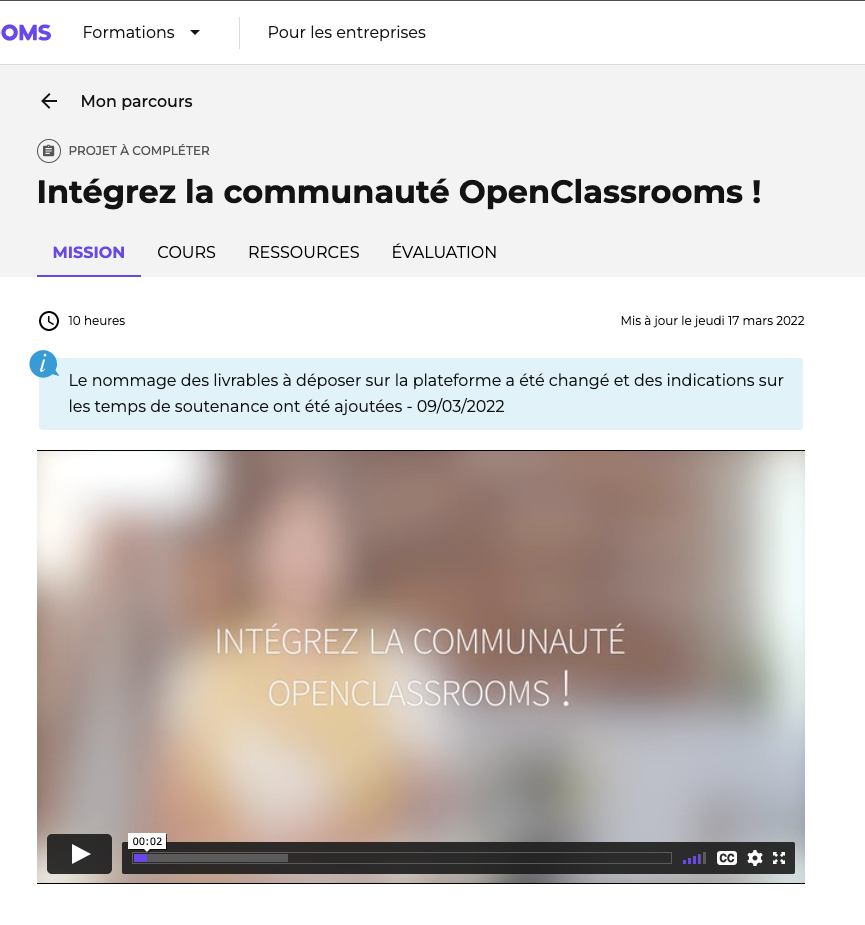 OMS
Formations
Pour les entreprises
Mon parcours
PROJET À COMPLÉTER
Intégrez la communauté OpenClassrooms !
MISSION
COURS
RESSOURCES
ÉVALUATION
10 heures
Mis à jour le jeudi 17 mars 2022
i
Le nommage des livrables à déposer sur la plateforme a été changé et des indications sur
les temps de soutenance ont été ajoutées - 09/03/2022
INTÉGREZ LA COMMUNAUTÉ
OPENCLASSROOMS !
00:02
CC